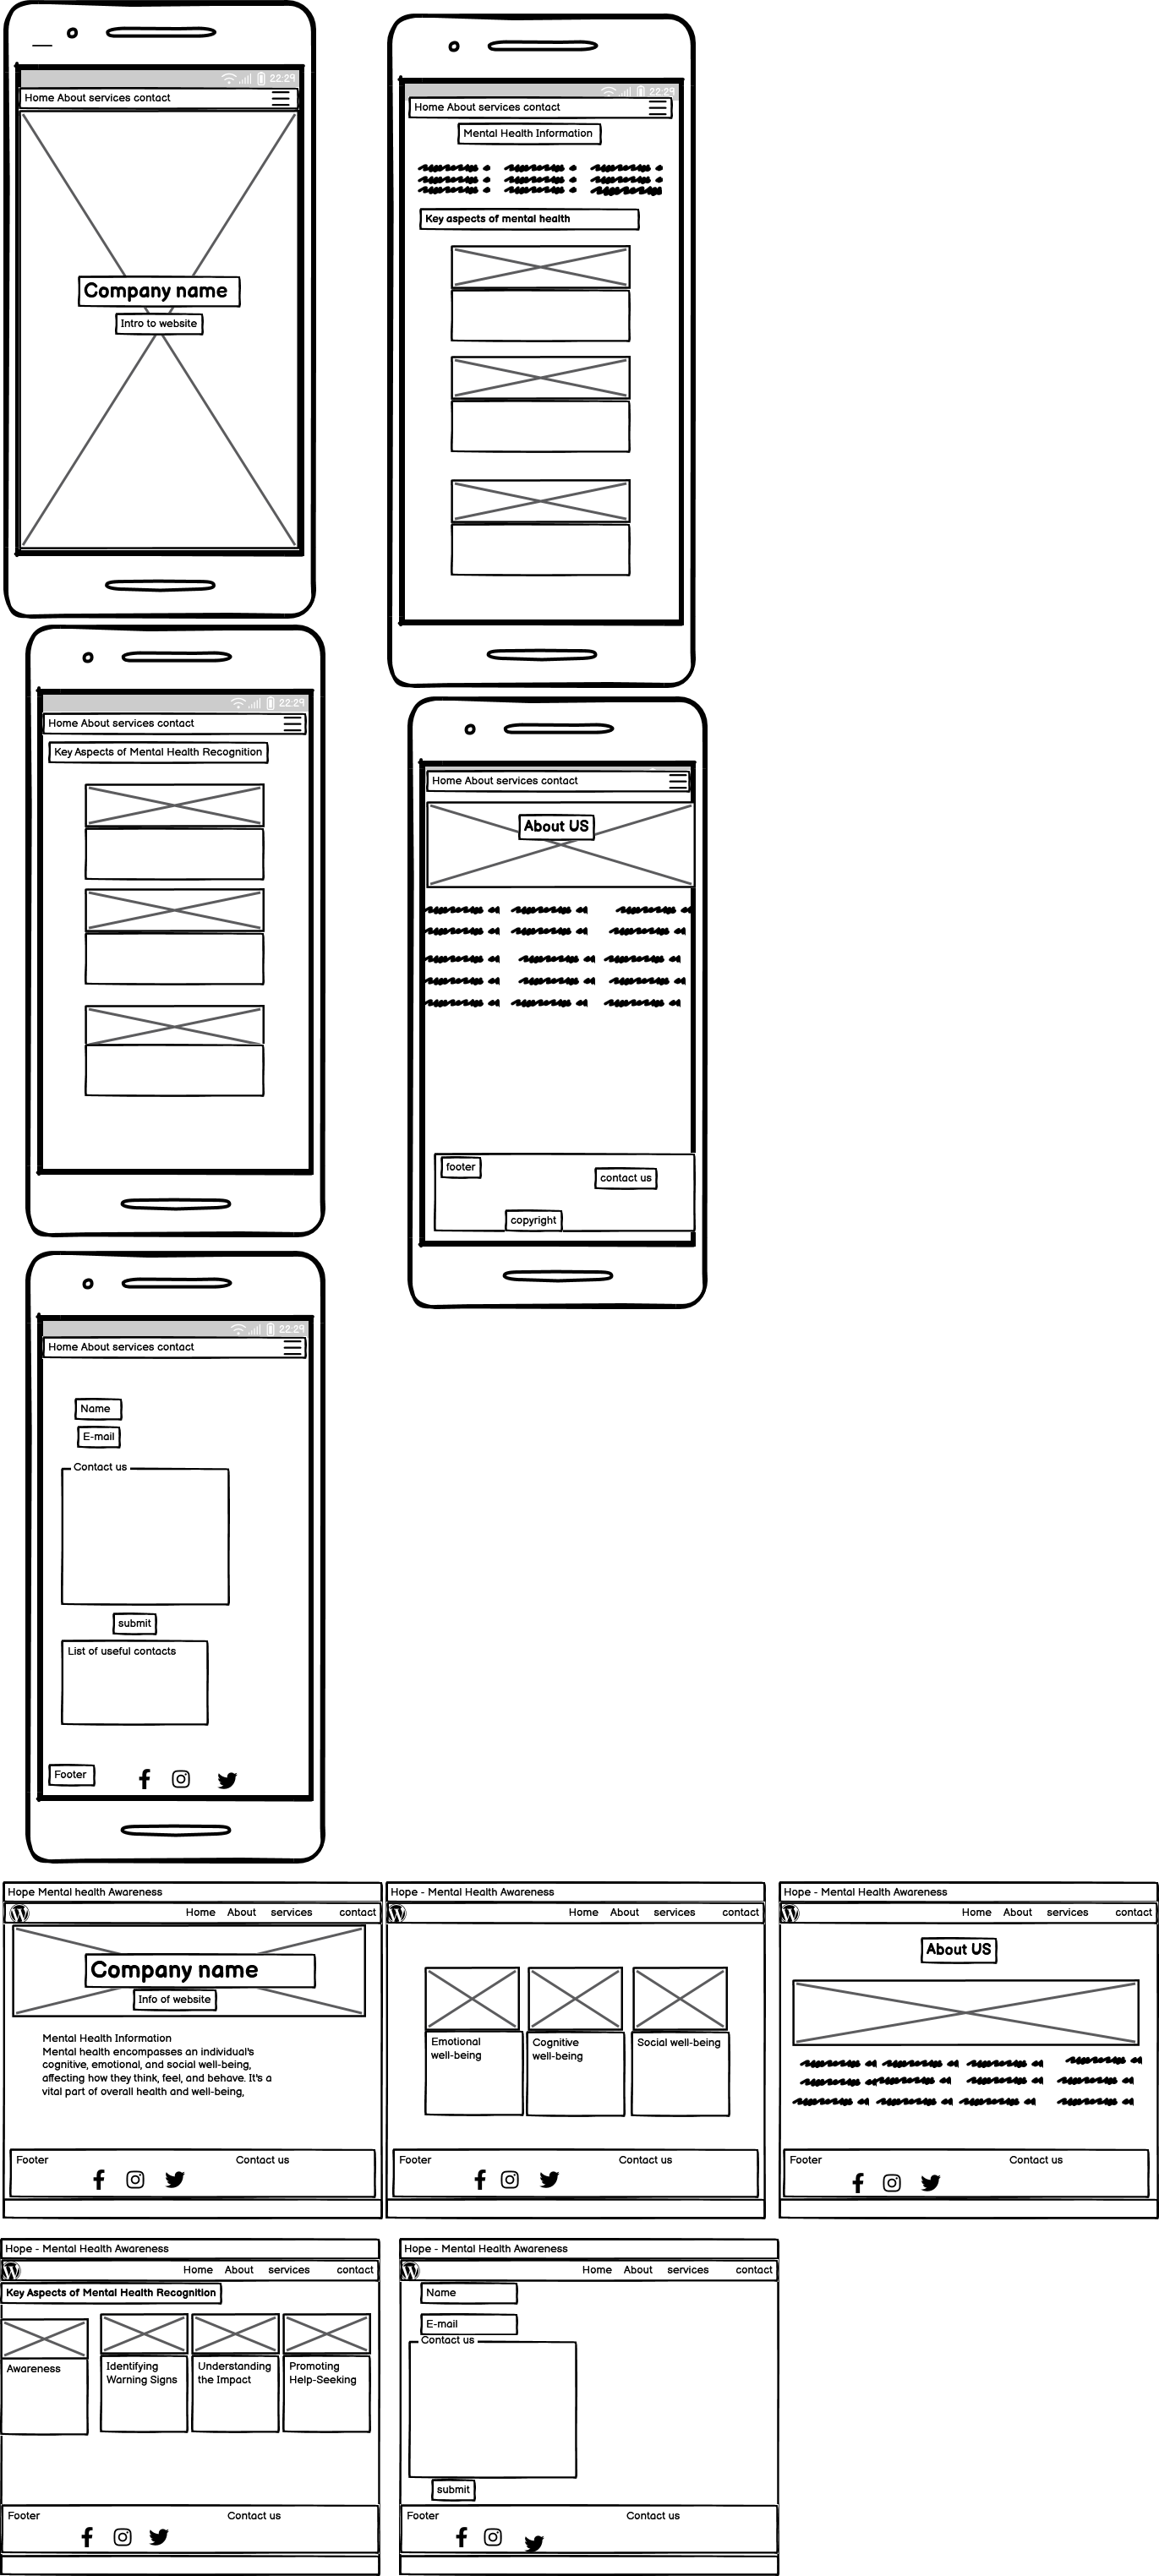 22:29
Home About services contact
Company name
Intro to website
22:29
Home About services contact
Mental Health Information
Key aspects of mental health
22:29
Home About services contact
Key Aspects of Mental Health Recognition
Home About services contact
About US
footer
contact us
copyright
22:29
Home About services contact
Name
E-mail
Contact us
submit
List of useful contacts
Footer
Hope Mental health Awareness
Home About services contact
Company name
Info of website
Mental Health Information
Mental health encompasses an individual's
cognitive, emotional, and social well-being,
affecting how they think, feel, and behave. It's a
vital part of overall health and well-being,
Footer
Contact us
Hope - Mental Health Awareness
Home About services contact
Emotional
well-being
Cognitive
well-being
Social well-being
Footer
Contact us
Hope - Mental Health Awareness
Home About services contact
About US
Footer
Contact us
Hope - Mental Health Awareness
Home About services contact
Key Aspects of Mental Health Recognition
Awareness
Identifying
Warning Signs
Understanding
the Impact
Promoting
Help-Seeking
Footer
Contact us
Hope - Mental Health Awareness
Home About services contact
Name
E-mail
Contact us
submit
Footer
Contact us